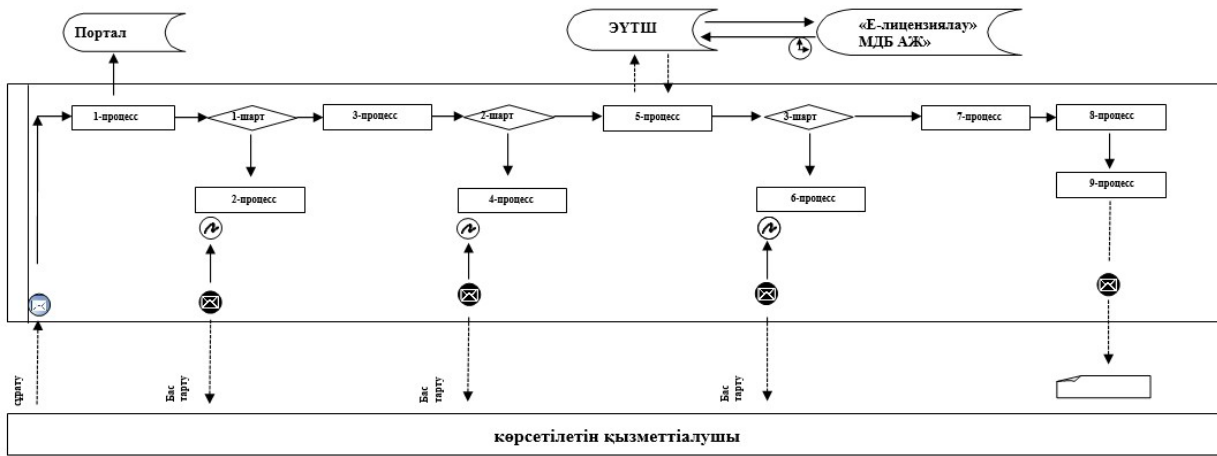 Портал
ЭҮТШ
«Е-лицензиялау»
МДБ АЖ»
1-процесс
1-шарт
3-процесс
2-шарт
5-процесс
3-шарт
7-процесс
8-процесс
2-процесс
4-процесс
6-процесс
9-процесс
сұрату
Бас
тарту
Бас
тарту
Бас
тарту
көрсетілетін қызметтіалушы